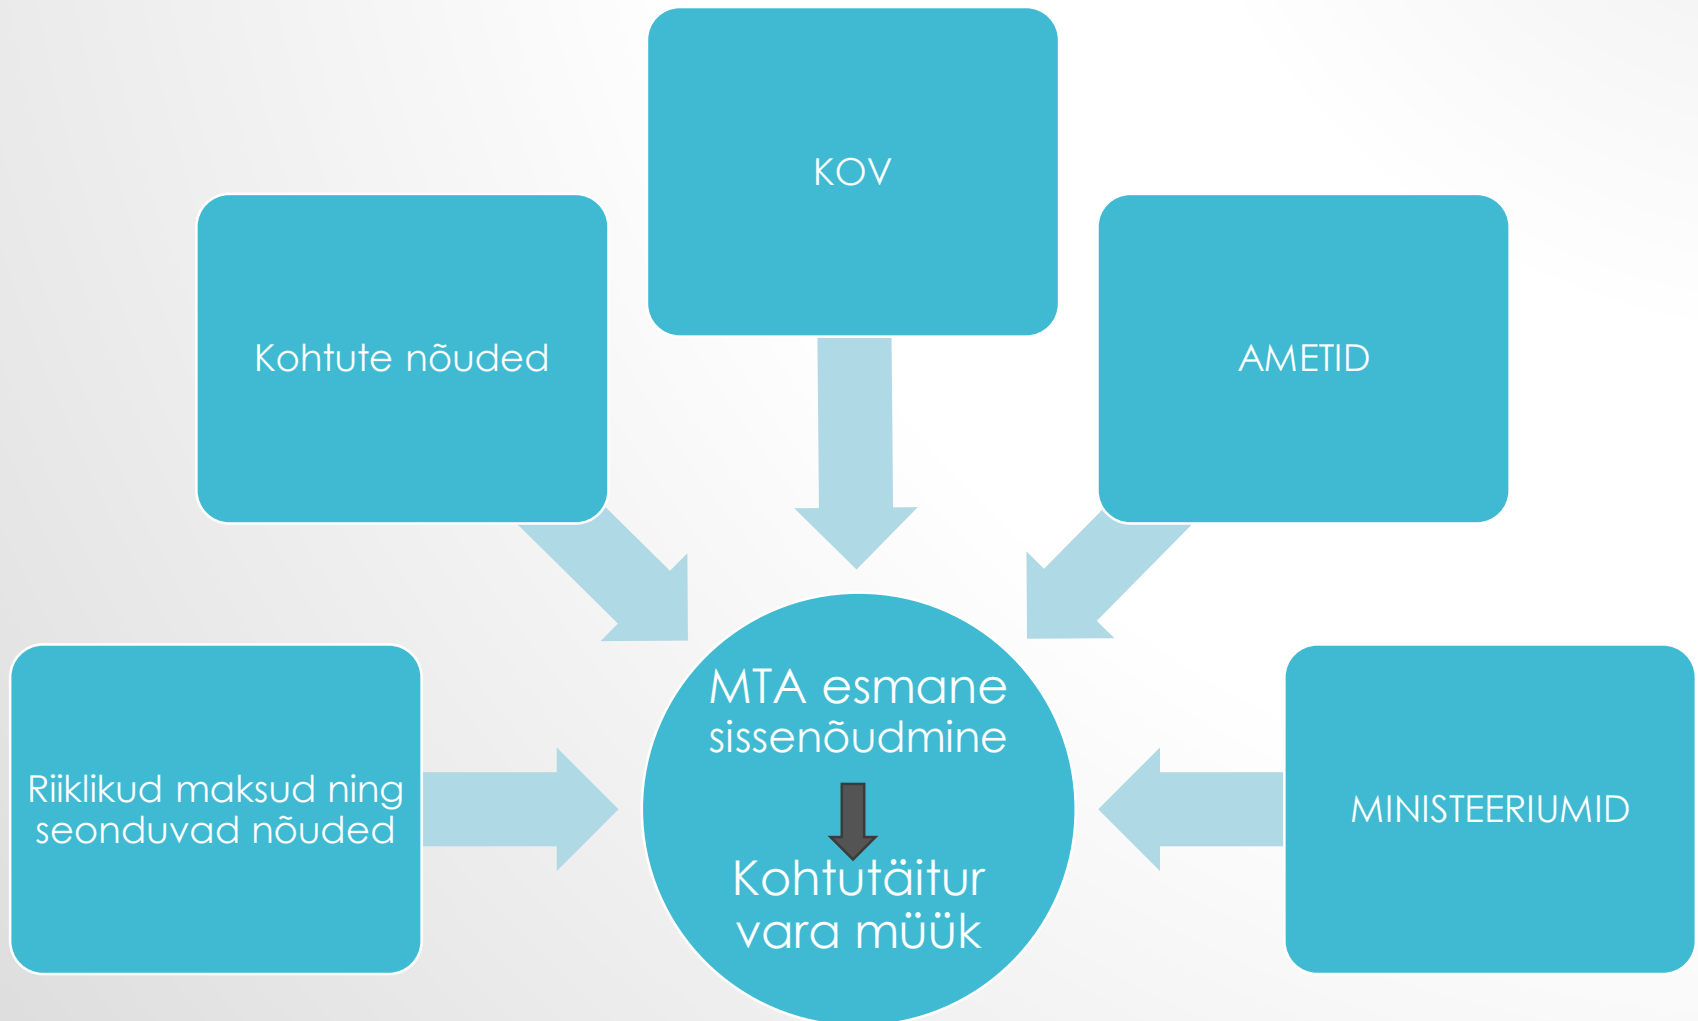 KOV
Kohtute nõuded
AMETID
Riiklikud maksud ning
seonduvad nõuded
MTA esmane
sissenõudmine
Kohtutäitur
vara müük
MINISTEERIUMID